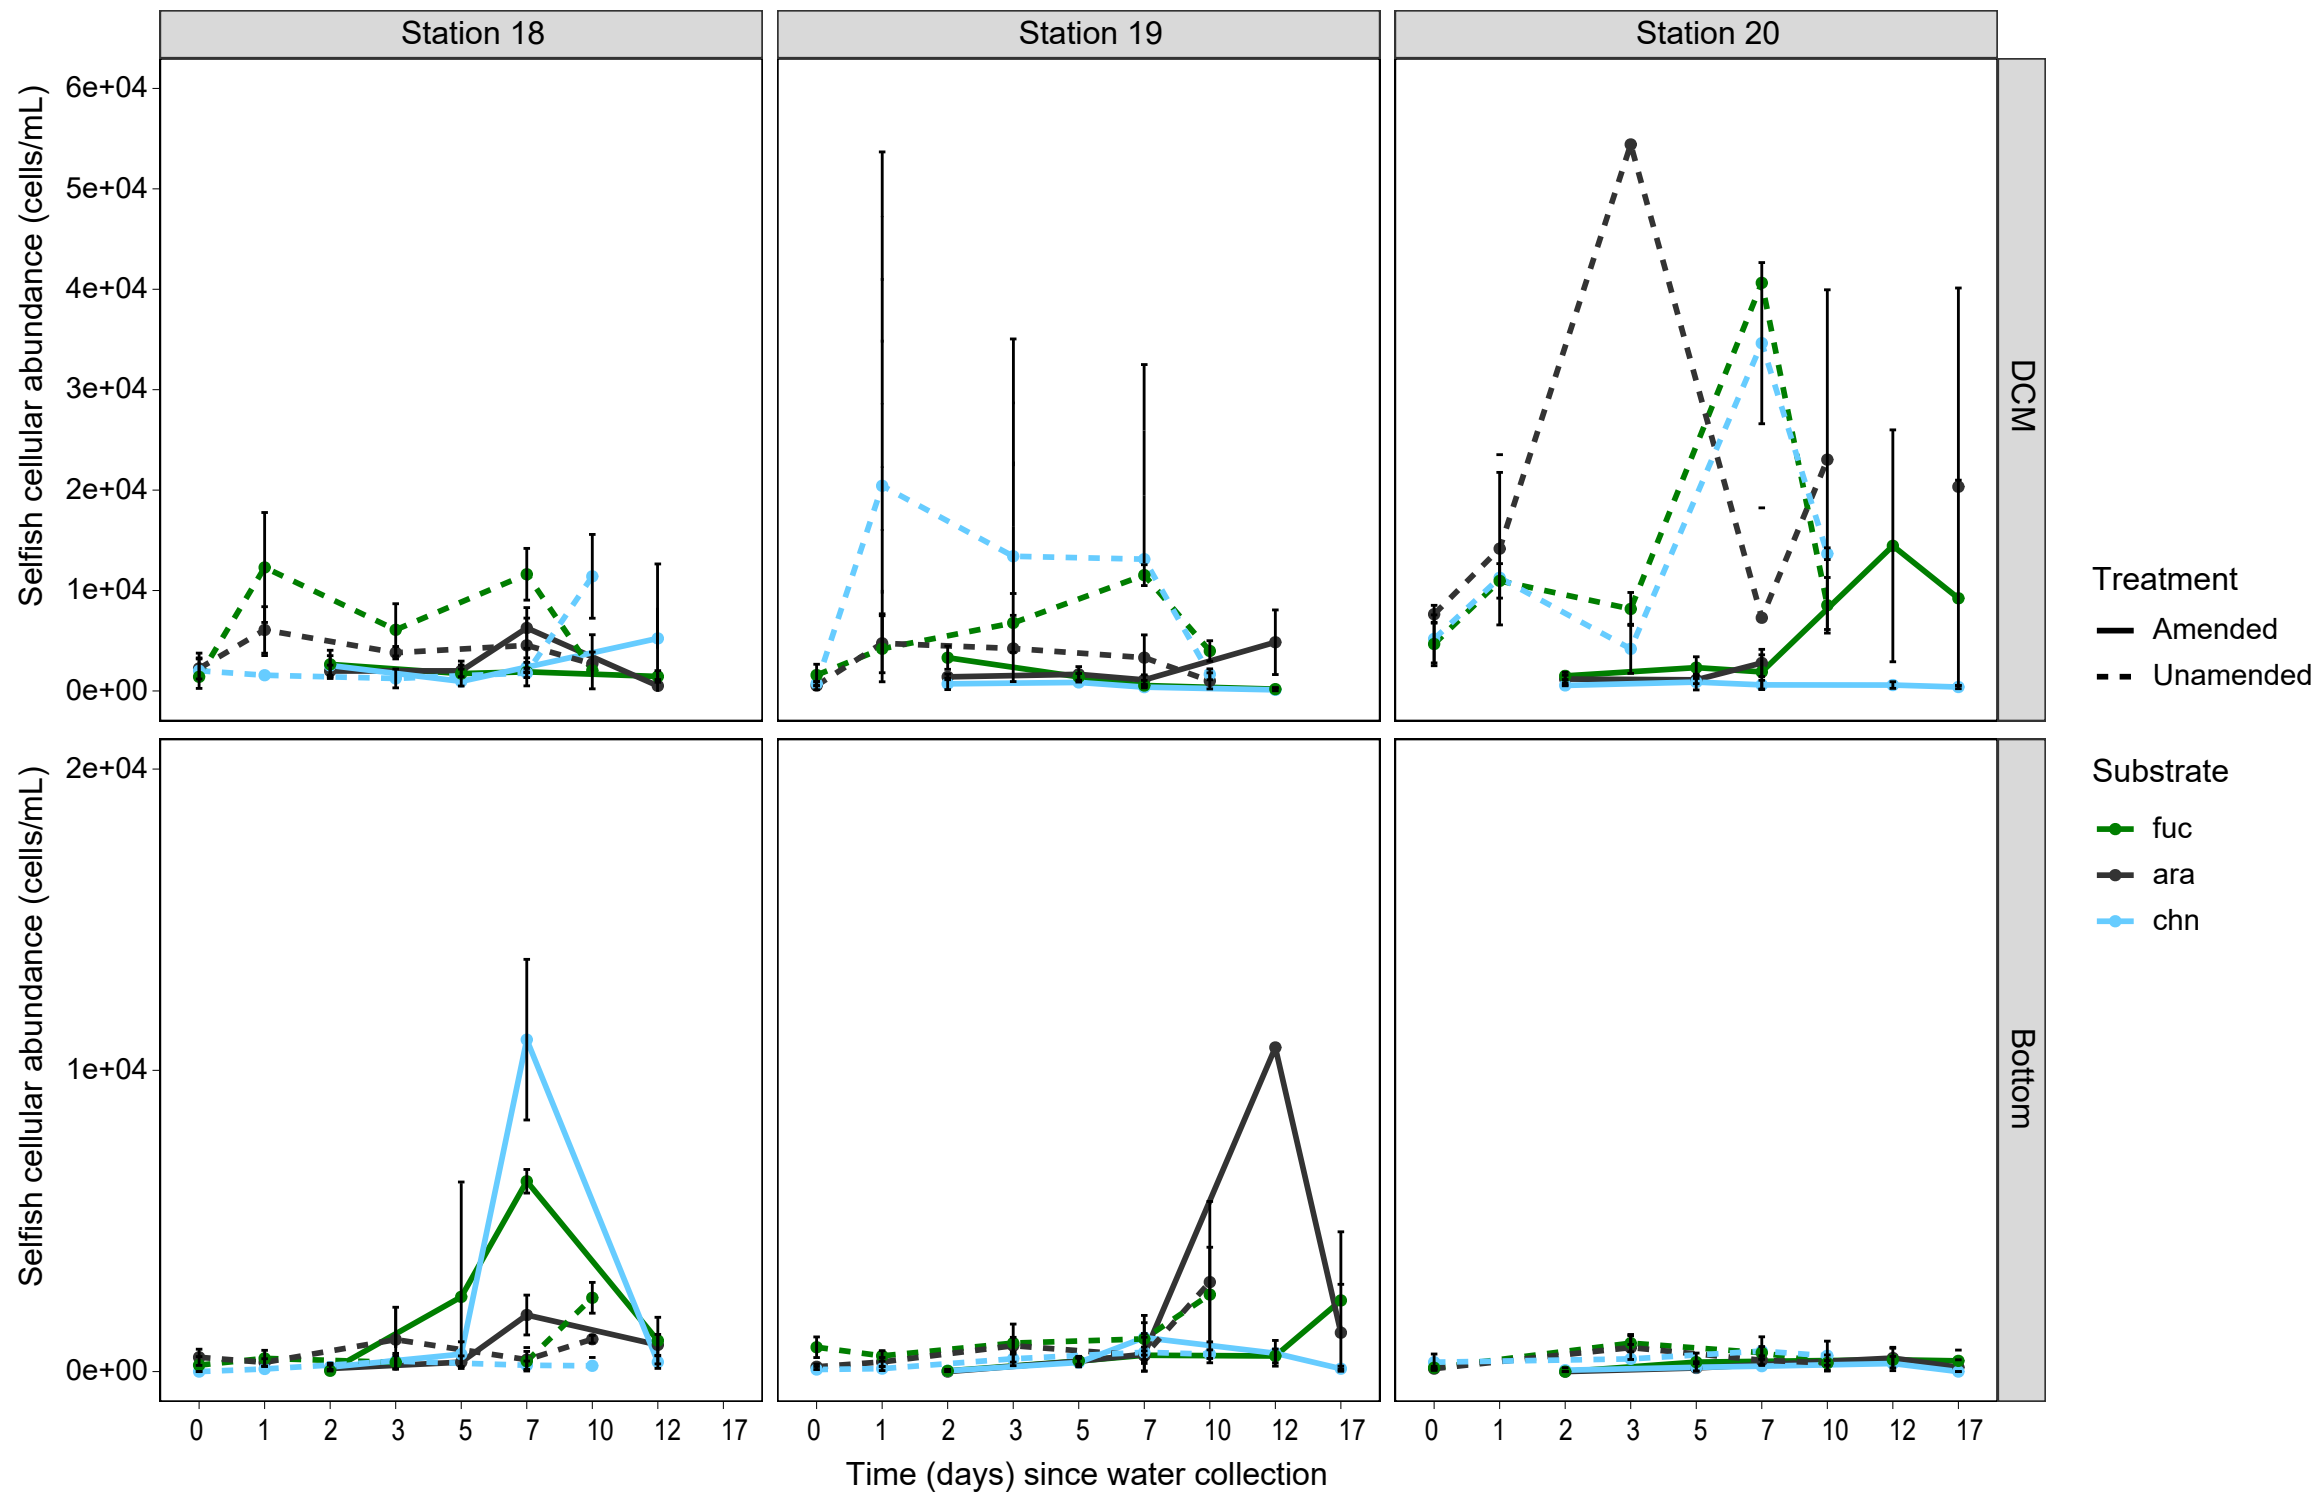 Station 18
Station 19
Station 20
Selfish cellular abundance (cells/mL)
6e+04
5e+04
4e+04
3e+04
2e+04
1e+04
0e+00
DCM
Selfish cellular abundance (cells/mL)
2e+04
1e+04
0e+00
Bottom
0 1 2 3 5 7 10 12 17
0 1 2 3 5 7 10 12 17
0 1 2 3 5 7 10 12 17
Time (days) since water collection
Treatment
Amended
Unamended
Substrate
fuc
ara
chn